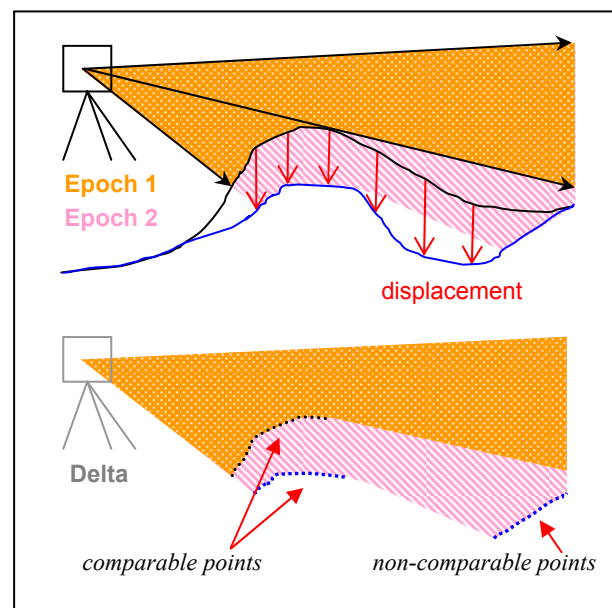 Epoch 1
Epoch 2
displacement
Delta
comparable points
non-comparable points